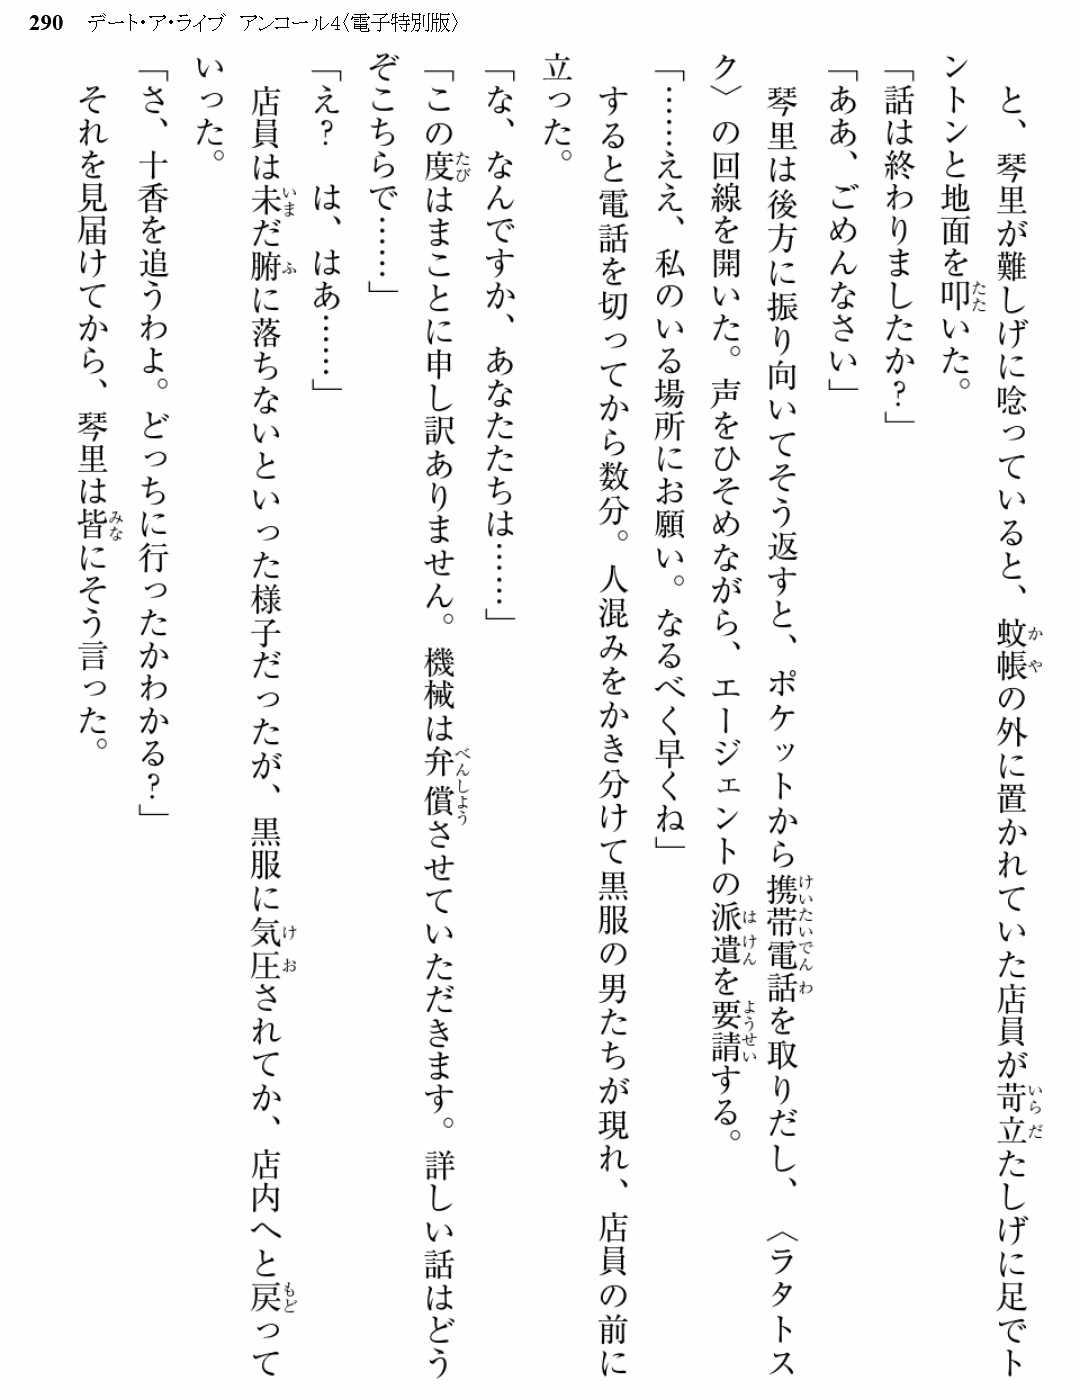 290 デート・ア・ライブ アンコール4〈電子特別版〉
　と、琴里が難しげに唸っていると、蚊帳の外に置かれていた店員が苛立たしげに足でト
ントンと地面を叩いた。
「話は終わりましたか？」
「ああ、ごめんなさい」
　琴里は後方に振り向いてそう返すと、ポケットから携帯電話を取りだし、〈ラタトス
ク〉の回線を開いた。声をひそめながら、エージェントの派遣を要請する。
「……ええ、私のいる場所にお願い。なるべく早くね」
　すると電話を切ってから数分。人混みをかき分けて黒服の男たちが現れ、店員の前に
立った。
「な、なんですか、あなたたちは……」
「この度はまことに申し訳ありません。機械は弁償させていただきます。詳しい話はどう
ぞこちらで……」
「え？　は、はあ……」
　店員は未だ腑に落ちないといった様子だったが、黒服に気圧されてか、店内へと戻って
いった。
「さ、十香を追うわよ。どっちに行ったかわかる？」
　それを見届けてから、琴里は皆にそう言った。